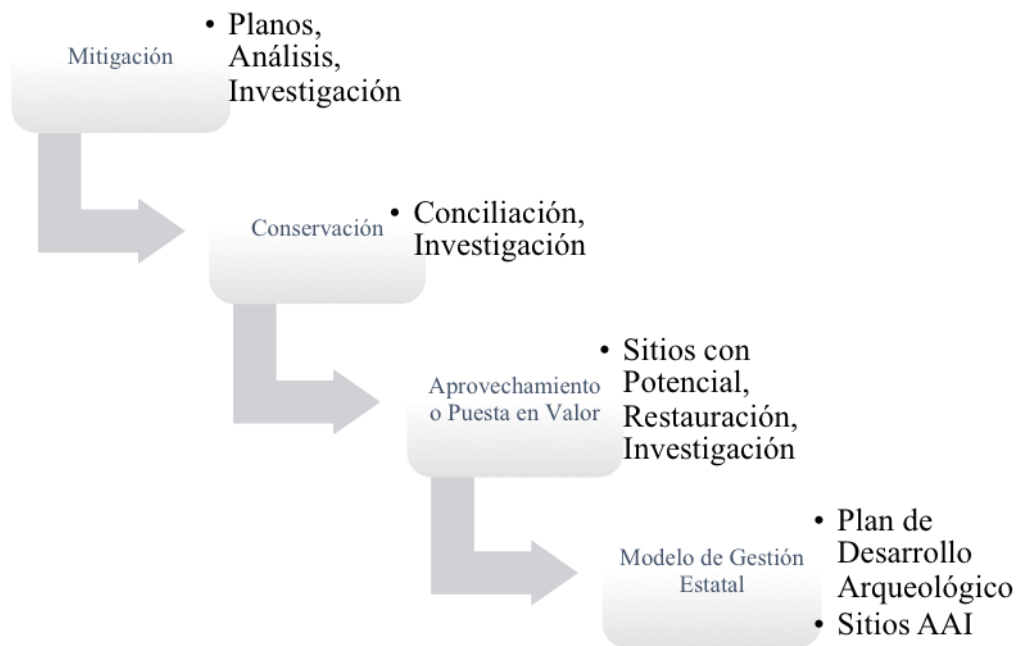 Mitigación
• Planos,
Análisis,
Investigación
Conservación
• Conciliación,
Investigación
Aprovechamiento
o Puesta en Valor
• Sitios con
Potencial,
Restauración,
Investigación
Modelo de Gestión
Estatal
• Plan de
Desarrollo
Arqueológico
• Sitios AAI